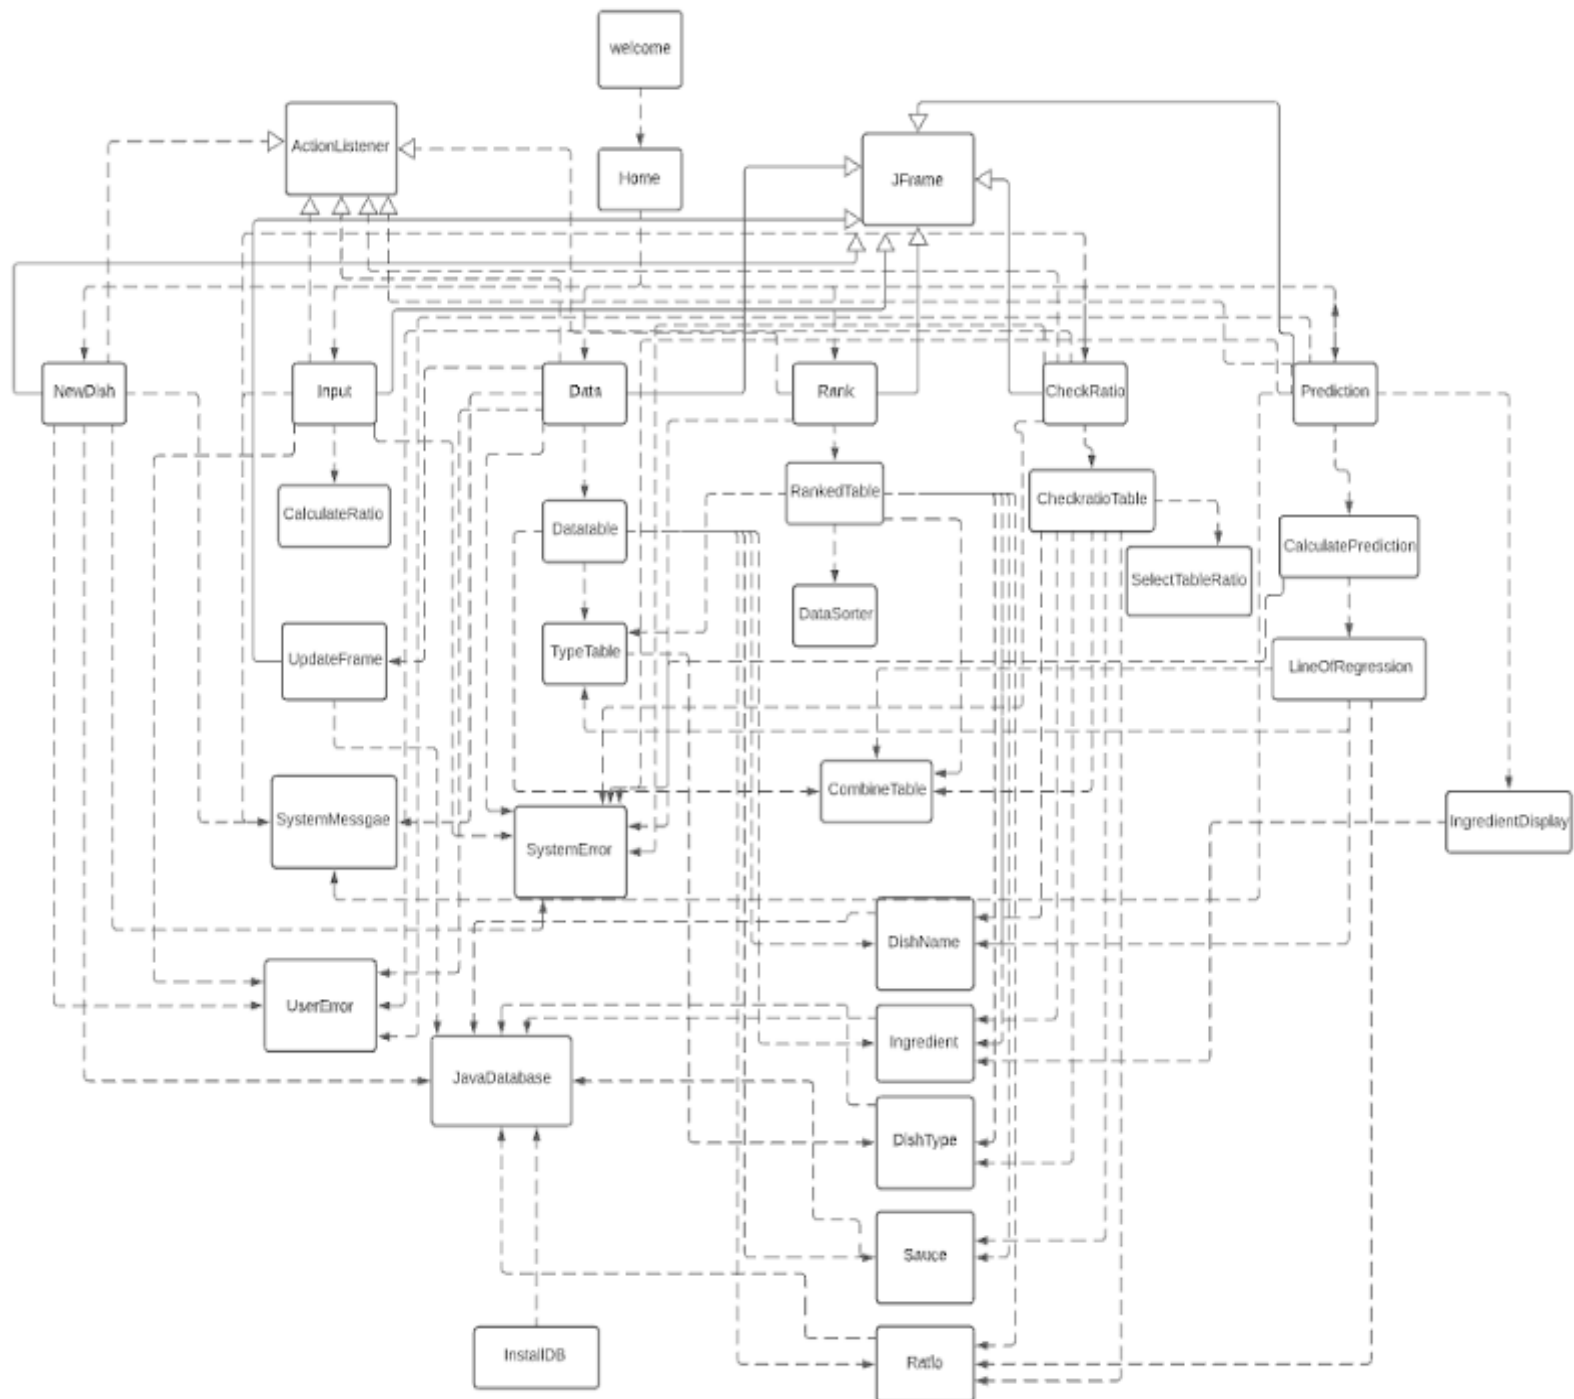 welcome
ActionListener
Home
JFrame
NewDish
Input
Data
Rank
CheckRatio
Prediction
CalculateRatio
Datatable
RankedTable
CheckratioTable
CalculatePrediction
SelectTableRatio
DataSorter
UpdateFrame
TypeTable
LineOfRegression
SystemMessgae
CombineTable
SystemError
IngredientDisplay
DishName
UserError
Ingredient
JavaDatabase
DishType
Sauce
InstallDB
Ratio